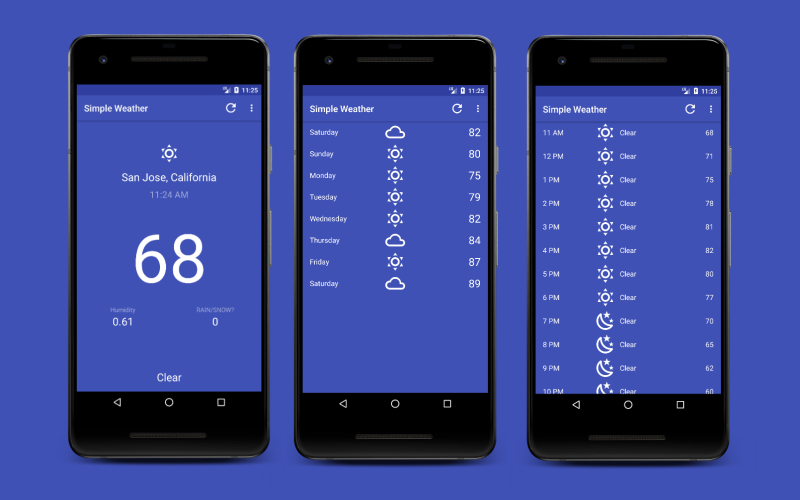 11:25
Simple Weather
San Jose, California
11:24 AM
68
Humidity
RAIN/SNOW?
0.61
0
Clear
11:25
Simple Weather
Saturday 82
Sunday 80
Monday 75
Tuesday 79
Wednesday 82
Thursday 84
Friday 87
Saturday 89
11:25
Simple Weather
11 AM Clear 68
12 PM Clear 71
1 PM Clear 75
2 PM Clear 78
3 PM Clear 81
4 PM Clear 82
5 PM Clear 80
6 PM Clear 77
7 PM Clear 70
8 PM Clear 65
9 PM Clear 62
10 PM Clear 60